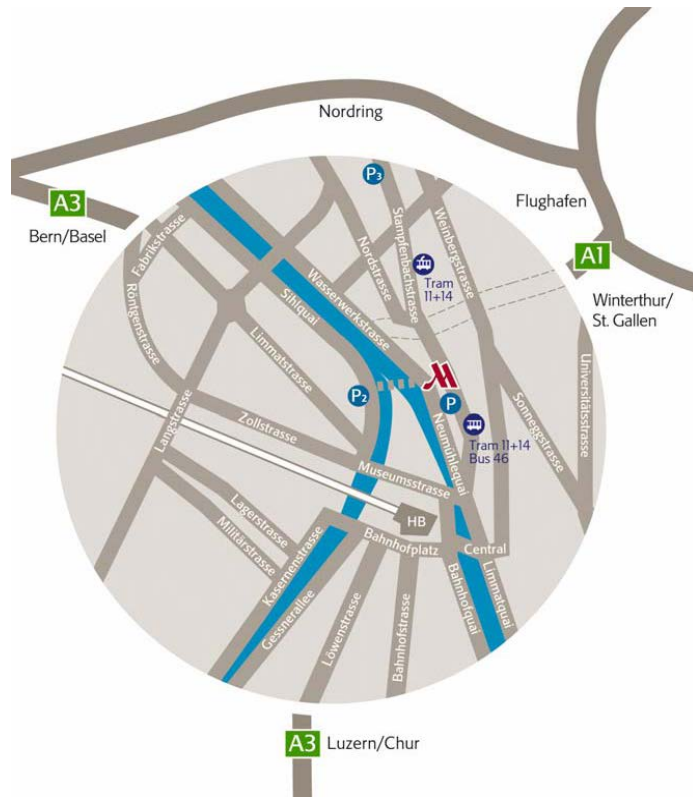 Nordring
A3
Bern/Basel
Flughafen
A1
Winterthur/
St. Gallen
P3
Fabrikstrasse
Röntgenstrasse
Langstrasse
Limmatstrasse
Sihlquai
Wasserwerkstrasse
Nordstrasse
Stampfenbachstrasse
Weinbergstrasse
Tram
11+14
P2
P
Zollstrasse
Museumsstrasse
Neumühlequai
Tram 11+14
Bus 46
Sonneggstrasse
Universitätsstrasse
Lagerstrasse
Militärstrasse
Kasernenstrasse
Gessnerallee
HB
Bahnhofplatz
Central
Löwenstrasse
Bahnhofstrasse
Bahnhofquai
Limmatquai
A3
Luzern/Chur